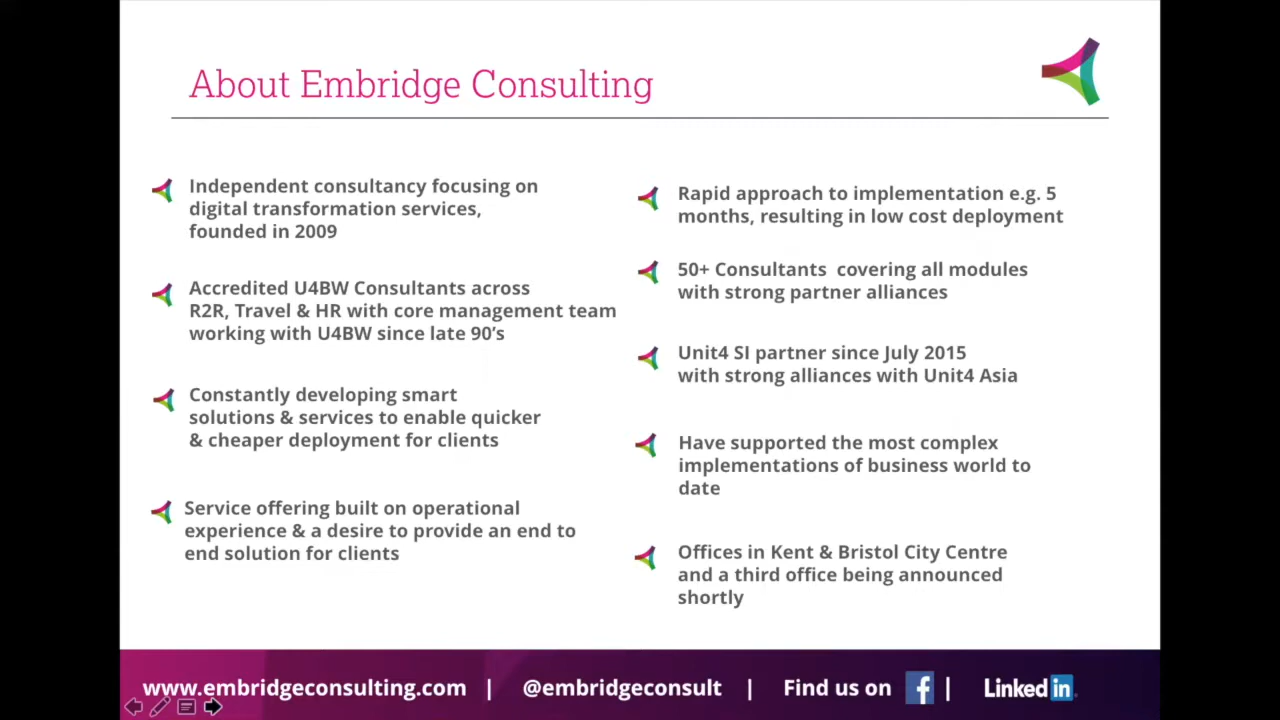 About Embridge Consulting
Independent consultancy focusing on
digital transformation services,
founded in 2009
Accredited U4BW Consultants across
R2R, Travel & HR with core management team
working with U4BW since late 90’s
Constantly developing smart
solutions & services to enable quicker
& cheaper deployment for clients
Service offering built on operational
experience & a desire to provide an end to
end solution for clients
Rapid approach to implementation e.g. 5
months, resulting in low cost deployment
50+ Consultants  covering all modules
with strong partner alliances
Unit4 SI partner since July 2015
with strong alliances with Unit4 Asia
Have supported the most complex
implementations of business world to
date
Offices in Kent & Bristol City Centre
and a third office being announced
shortly
www.embridgeconsulting.com | @embridgeconsult | Find us on f | Linked in